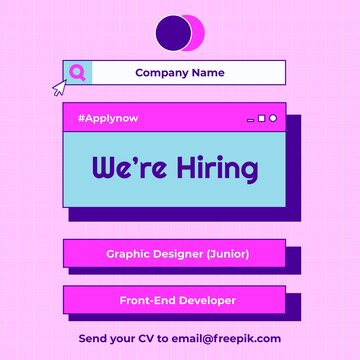 Company Name
#Applynow
We're Hiring
Graphic Designer (Junior)
Front-End Developer
Send your CV to email@freepik.com